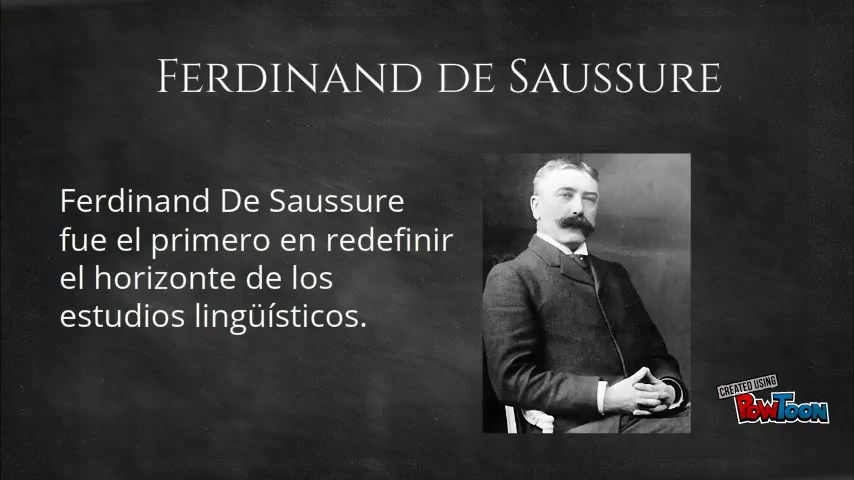 Ferdinand de Saussure
Ferdinand De Saussure
fue el primero en redefinir
el horizonte de los
estudios lingüísticos.
CREATED USING
POWTOON